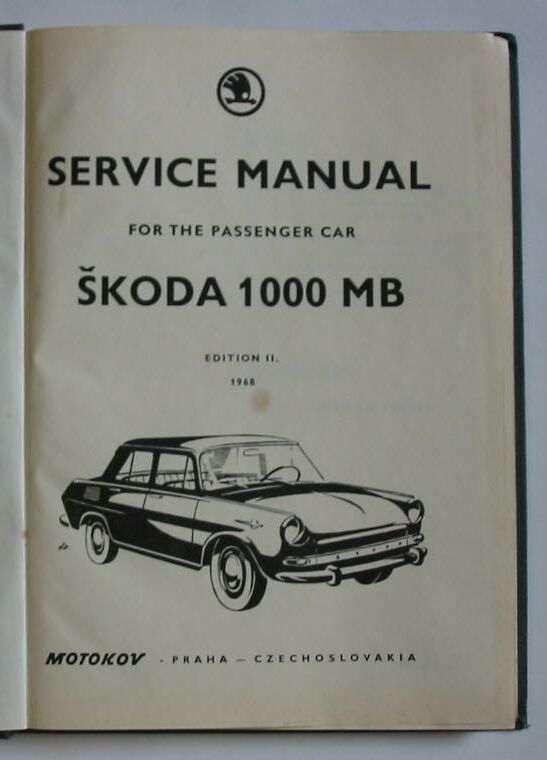 SERVICE MANUAL
FOR THE PASSENGER CAR
ŠKODA 1000 MB
EDITION II.
1968
MOTOKOV - PRAHA — CZECHOSLOVAKIA